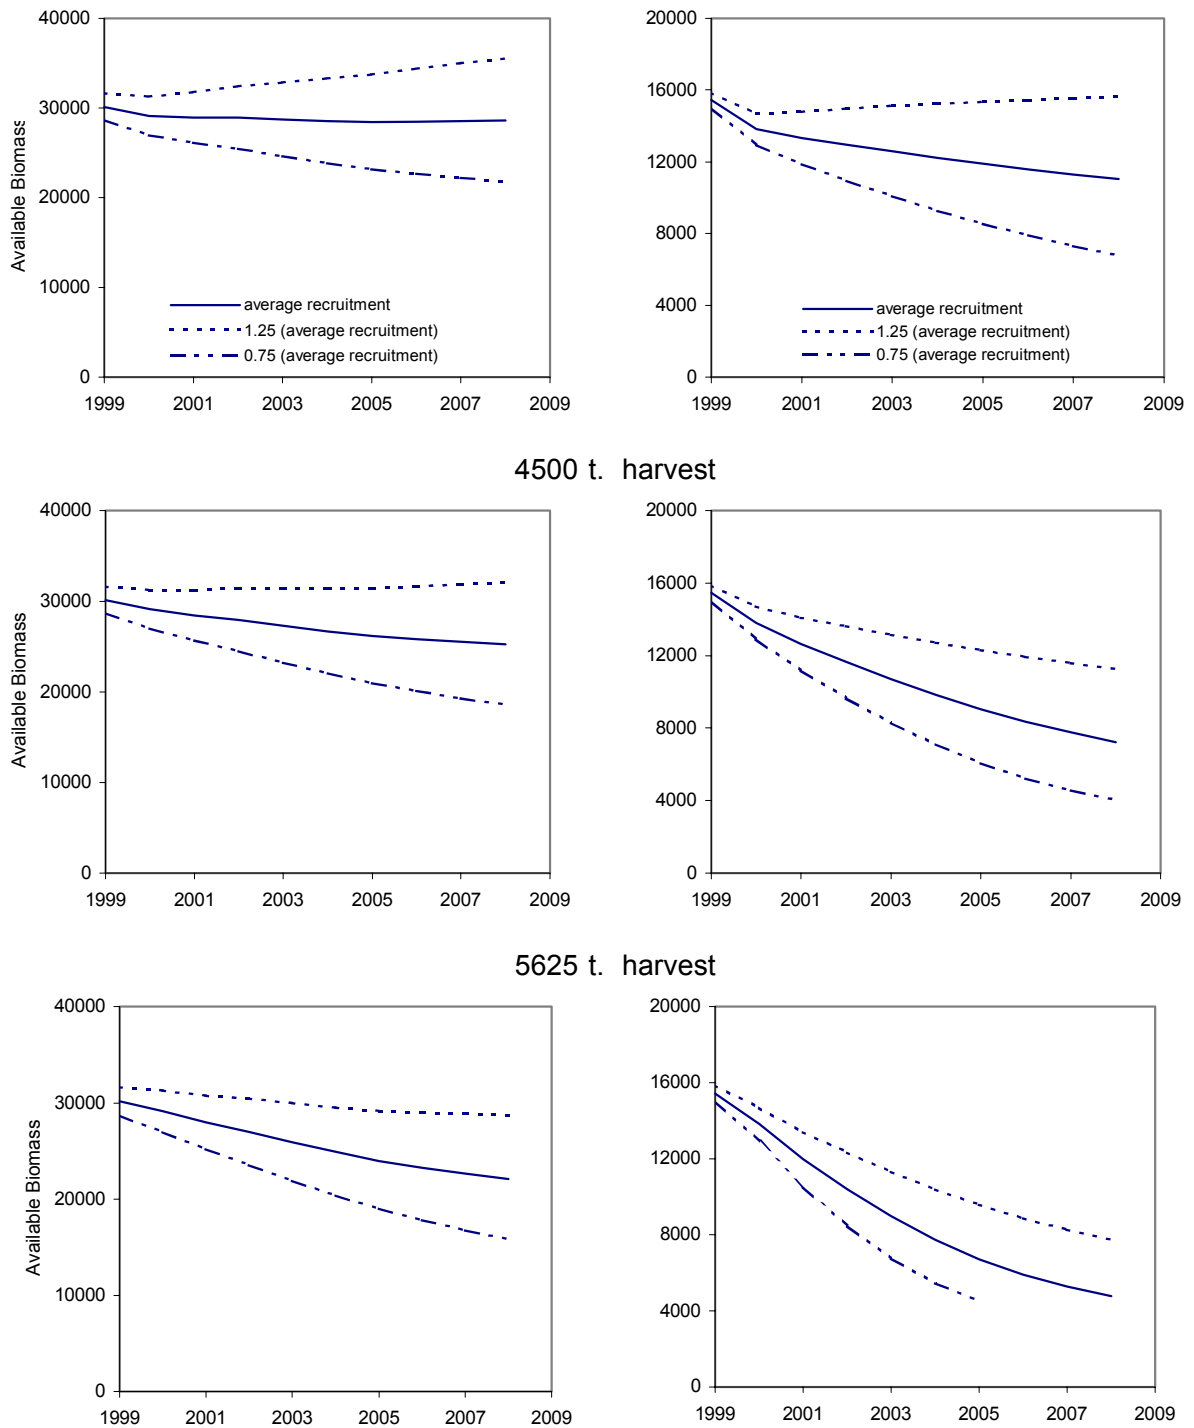 40000
30000
20000
10000
0
Available Biomass
average recruitment
1.25 (average recruitment)
0.75 (average recruitment)
1999 2001 2003 2005 2007 2009
20000
16000
12000
8000
4000
0
average recruitment
1.25 (average recruitment)
0.75 (average recruitment)
1999 2001 2003 2005 2007 2009
4500 t. harvest
40000
30000
20000
10000
0
Available Biomass
1999 2001 2003 2005 2007 2009
20000
16000
12000
8000
4000
0
1999 2001 2003 2005 2007 2009
5625 t. harvest
40000
30000
20000
10000
0
Available Biomass
1999 2001 2003 2005 2007 2009
20000
16000
12000
8000
4000
0
1999 2001 2003 2005 2007 2009